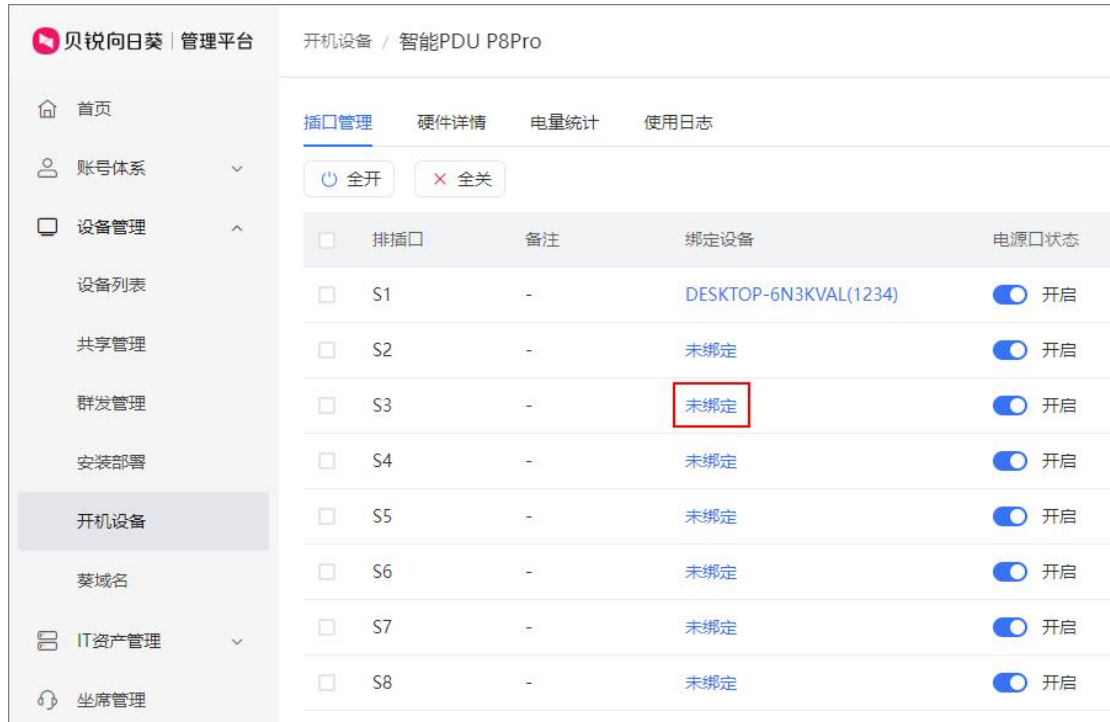 贝锐向日葵 | 管理平台
开机设备 / 智能PDU P8Pro
首页
账号体系
设备管理
设备列表
共享管理
群发管理
安装部署
开机设备
葵域名
IT资产管理
坐席管理
插口管理 硬件详情 电量统计 使用日志
全开 全关
排插口 备注 绑定设备 电源口状态
S1 - DESKTOP-6N3KVAL(1234) 开启
S2 - 未绑定 开启
S3 - 未绑定 开启
S4 - 未绑定 开启
S5 - 未绑定 开启
S6 - 未绑定 开启
S7 - 未绑定 开启
S8 - 未绑定 开启